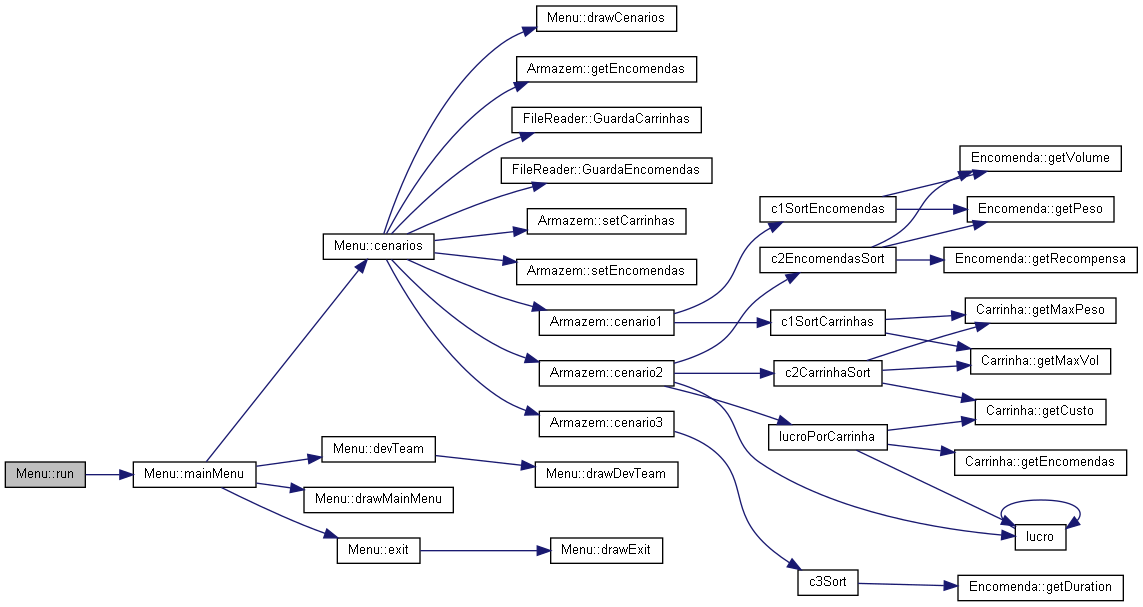 Menu::drawCenarios
Armazem::getEncomendas
FileReader::GuardaCarrinhas
Encomenda::getVolume
FileReader::GuardaEncomendas
c1SortEncomendas
Encomenda::getPeso
Armazem::setCarrinhas
Menu::cenarios
c2EncomendasSort
Encomenda::getRecompensa
Armazem::setEncomendas
Carrinha::getMaxPeso
Armazem::cenario1
c1SortCarrinhas
Carrinha::getMaxVol
Armazem::cenario2
c2CarrinhaSort
Carrinha::getCusto
Armazem::cenario3
lucroPorCarrinha
Menu::devTeam
Carrinha::getEncomendas
Menu::run
Menu::mainMenu
Menu::drawDevTeam
Menu::drawMainMenu
lucro
Menu::exit
Menu::drawExit
c3Sort
Encomenda::getDuration